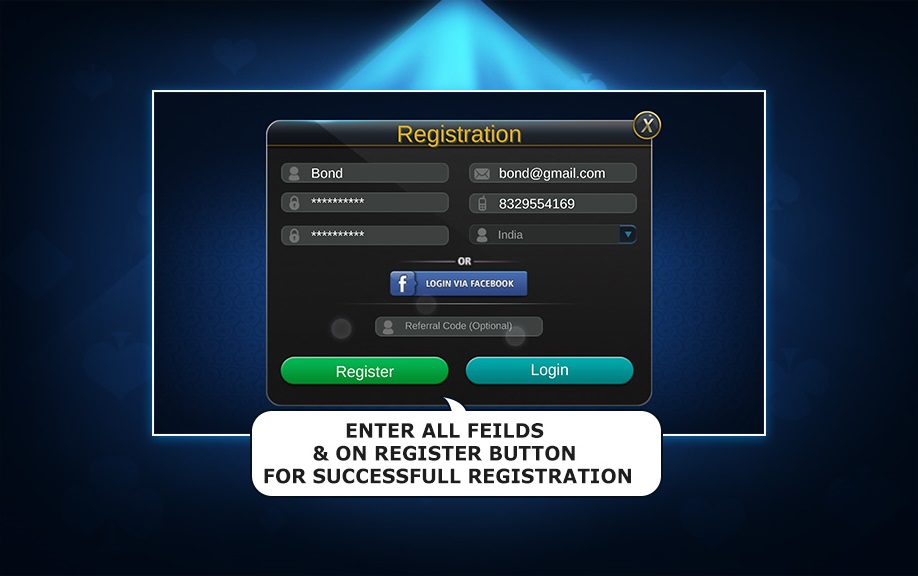 Registration
X
Bond
bond@gmail.com
**********
8329554169
**********
India
OR
f LOGIN VIA FACEBOOK
Referral Code (Optional)
Register
Login
ENTER ALL FEILDS
& ON REGISTER BUTTON
FOR SUCCESSFULL REGISTRATION